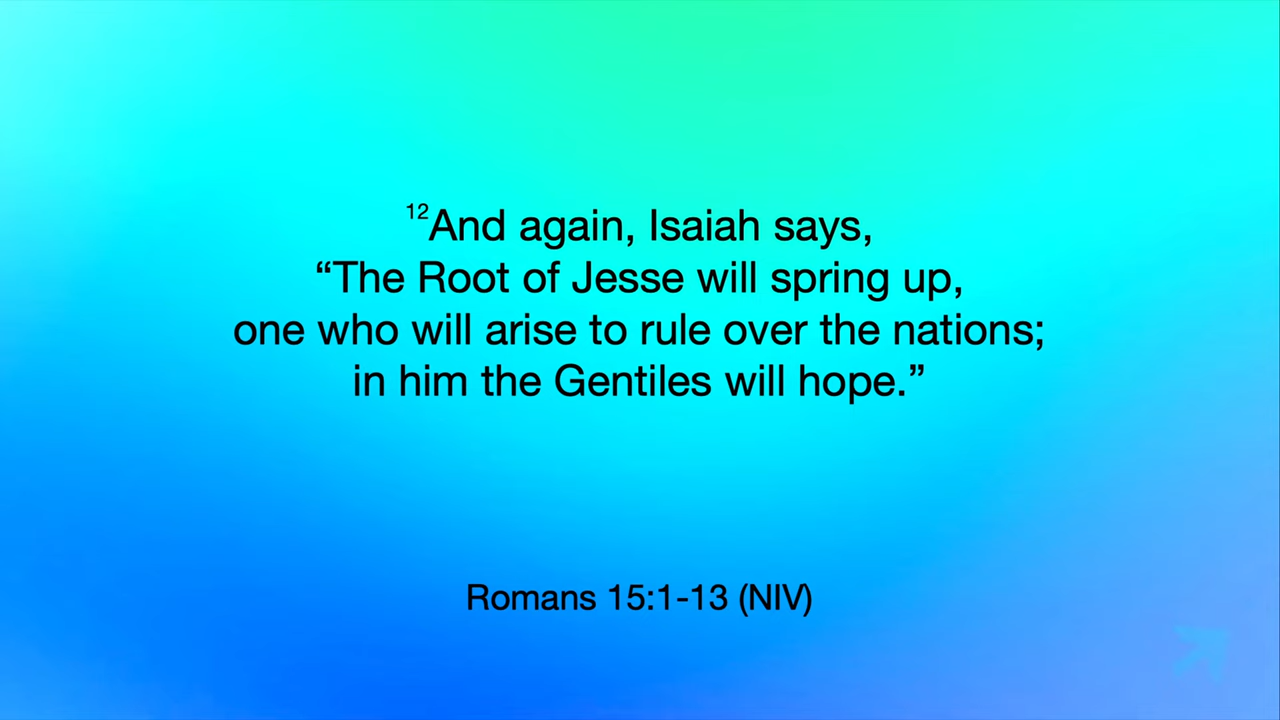 12And again, Isaiah says,
“The Root of Jesse will spring up,
one who will arise to rule over the nations;
in him the Gentiles will hope.”
Romans 15:1-13 (NIV)